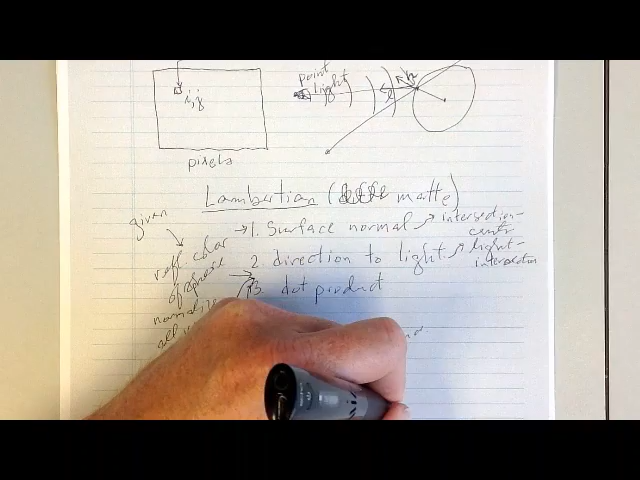 point
light
n
l
i,j
pixels
Lambertian ( matte)
given
→1. Surface normal → intersection-
center
refl. color
of sphere
2. direction to light → light-
intersection
3. dot product
normalize
all